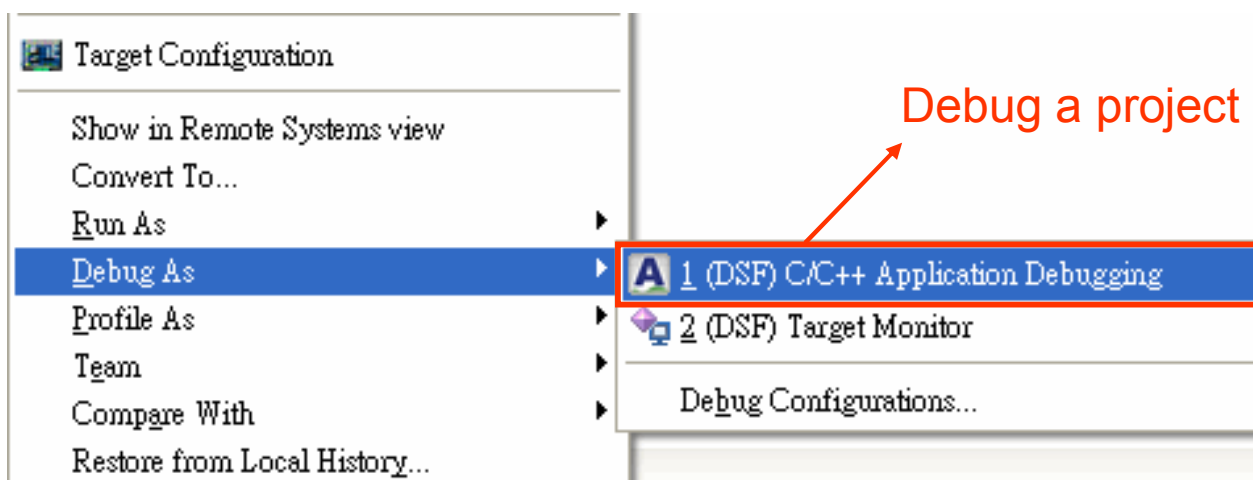 Target Configuration
Show in Remote Systems view
Convert To...
Run As
Debug As
Profile As
Team
Compare With
Restore from Local History...
Debug a project
1 (DSF) C/C++ Application Debugging
2 (DSF) Target Monitor
Debug Configurations...